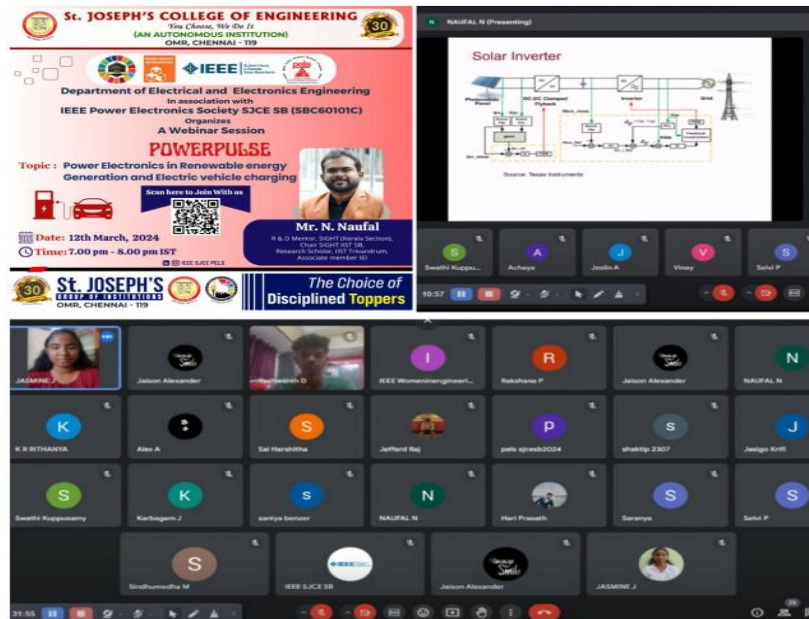 St. JOSEPH'S COLLEGE OF ENGINEERING
You Choose, We Do It
(AN AUTONOMOUS INSTITUTION)
OMR, CHENNAI - 119
30
IEEE
Department of Electrical and Electronics Engineering
In association with
IEEE Power Electronics Society SJCE SB (SBC60101C)
Organizes
A Webinar Session
POWERPULSE
Topic : Power Electronics in Renewable energy
Generation and Electric vehicle charging
Scan here to Join With us
Mr. N. Naufal
R & D Mentor, SIGHT (Kerala Section),
Chair SIGHT IIST SB,
Research Scholar, IIST Trivandrum,
Associate member IEI
Date: 12th March, 2024
Time: 7.00 pm - 8.00 pm IST
IEEE SJCE PELS
30
St. JOSEPH'S
GROUP OF INSTITUTIONS
OMR, CHENNAI - 119
The Choice of
Disciplined Toppers
N NAUFAL N (Presenting)
Solar Inverter
Photovoltaic
Panel
DC-DC Clamped
Flyback
Inverter
Grid
Source: Texas Instruments
S A J V S
Swathi Kuppu... Achaya Jeslin A Vinay Selvi P
10:57
I R N
JASMINE J Jaison Alexander Yashwanth D IEEE Womeninengineeri... Rakshana P Jaison Alexander NAUFAL N
K S p s J
K R RITHANYA Alex A Sai Harshitha Jefferd Raj pels sjcesb2024 shaktip 2307 Jasigo Krifi
S K s N S S
Swathi Kuppusamy Karbagam J saniya benzer NAUFAL N Hari Prasath Saranya Selvi P
S IEEE
Sindhumedha M IEEE SJCE SB Jaison Alexander JASMINE J
31:55